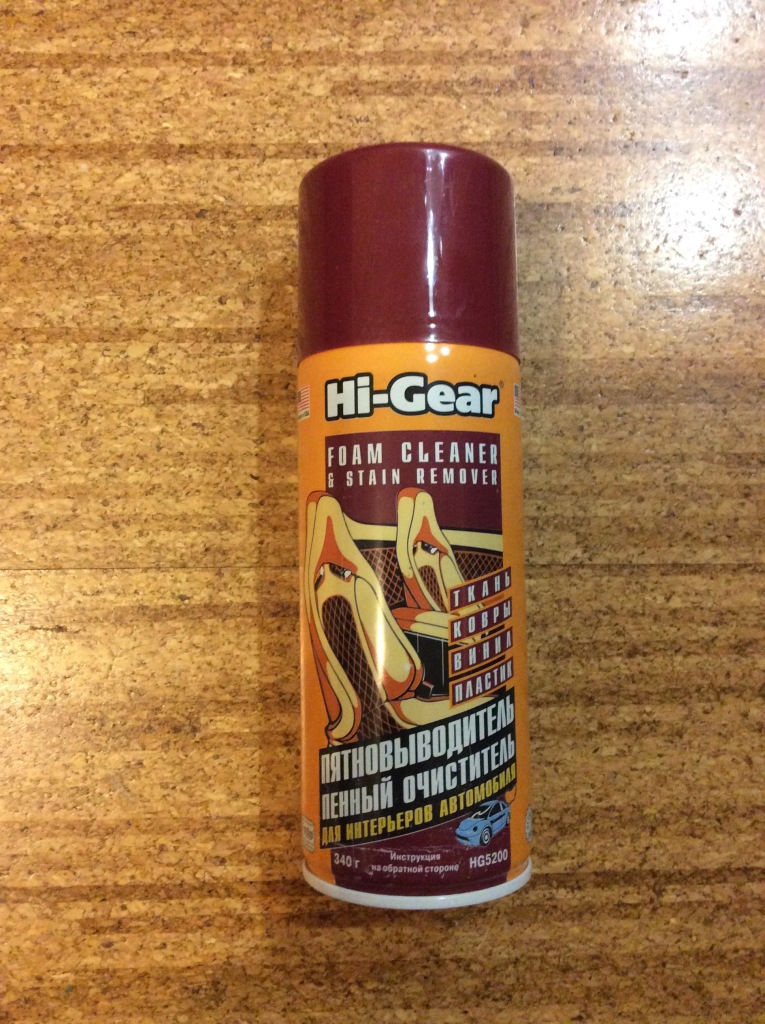 Hi-Gear
FOAM CLEANER
& STAIN REMOVER
ТКАНЬ
КОВРЫ
ВИНИЛ
ПЛАСТИК
ПЯТНОВЫВОДИТЕЛЬ
ПЕННЫЙ ОЧИСТИТЕЛЬ
ДЛЯ ИНТЕРЬЕРОВ АВТОМОБИЛЯ
340 г
Инструкция
на обратной стороне
HG5200